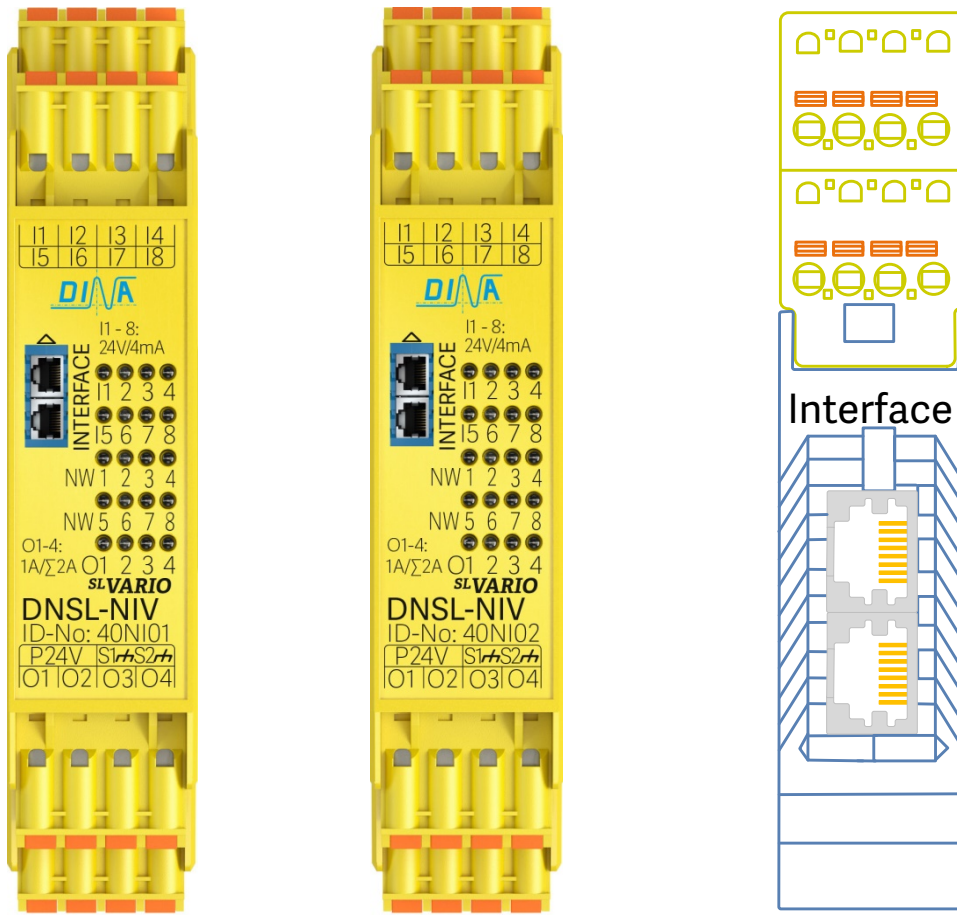 I1 I2 I3 I4
I5 I6 I7 I8
DINA
I1 - 8:
24V/4mA
INTERFACE
I1 2 3 4
I5 6 7 8
NW 1 2 3 4
NW 5 6 7 8
O1-4:
1A/∑2A O1 2 3 4
SL VARIO
DNSL-NIV
ID-No: 40NI01
P24V S1 S2
O1 O2 O3 O4
I1 I2 I3 I4
I5 I6 I7 I8
DINA
I1 - 8:
24V/4mA
INTERFACE
I1 2 3 4
I5 6 7 8
NW 1 2 3 4
NW 5 6 7 8
O1-4:
1A/∑2A O1 2 3 4
SL VARIO
DNSL-NIV
ID-No: 40NI02
P24V S1 S2
O1 O2 O3 O4
Interface